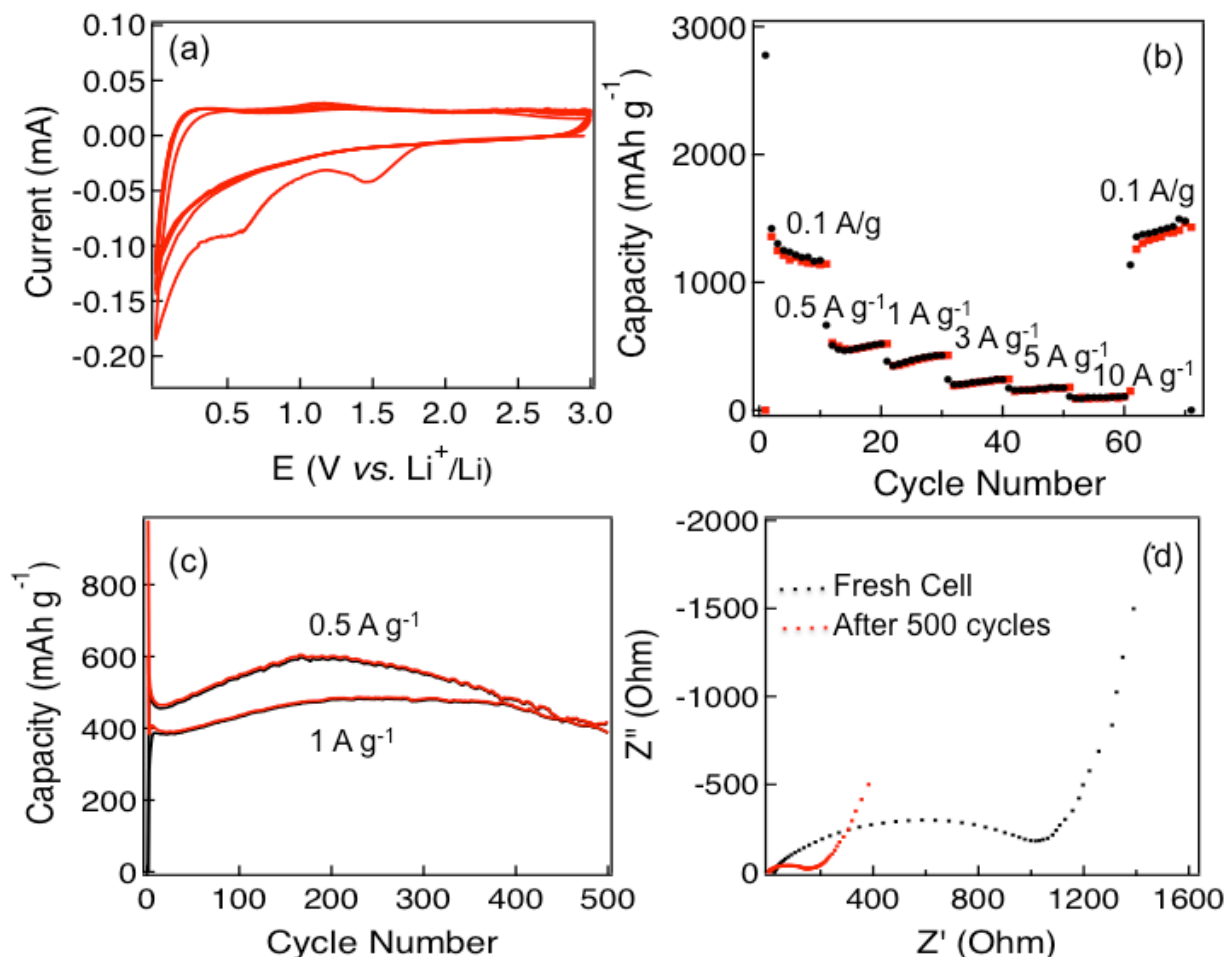 (a)
0.10
0.05
0.00
-0.05
-0.10
-0.15
-0.20
Current (mA)
0.5 1.0 1.5 2.0 2.5 3.0
E (V vs. Li⁺/Li)
(b)
3000
2000
1000
0
Capacity (mAh g⁻¹)
0.1 A/g
0.1 A/g
0.5 A g⁻¹
1 A g⁻¹
3 A g⁻¹
5 A g⁻¹
10 A g⁻¹
0 20 40 60
Cycle Number
(c)
800
600
400
200
0
Capacity (mAh g⁻¹)
0.5 A g⁻¹
1 A g⁻¹
0 100 200 300 400 500
Cycle Number
(d)
-2000
-1500
-1000
-500
0
Z'' (Ohm)
Fresh Cell
After 500 cycles
400 800 1200 1600
Z' (Ohm)